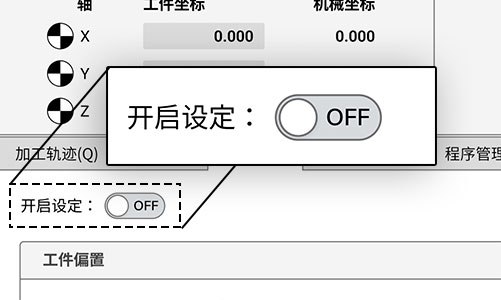 轴 工件坐标 机械坐标
X 0.000 0.000
Y
Z
开启设定： OFF
加工轨迹(Q) 程序管理
开启设定： OFF
工件偏置